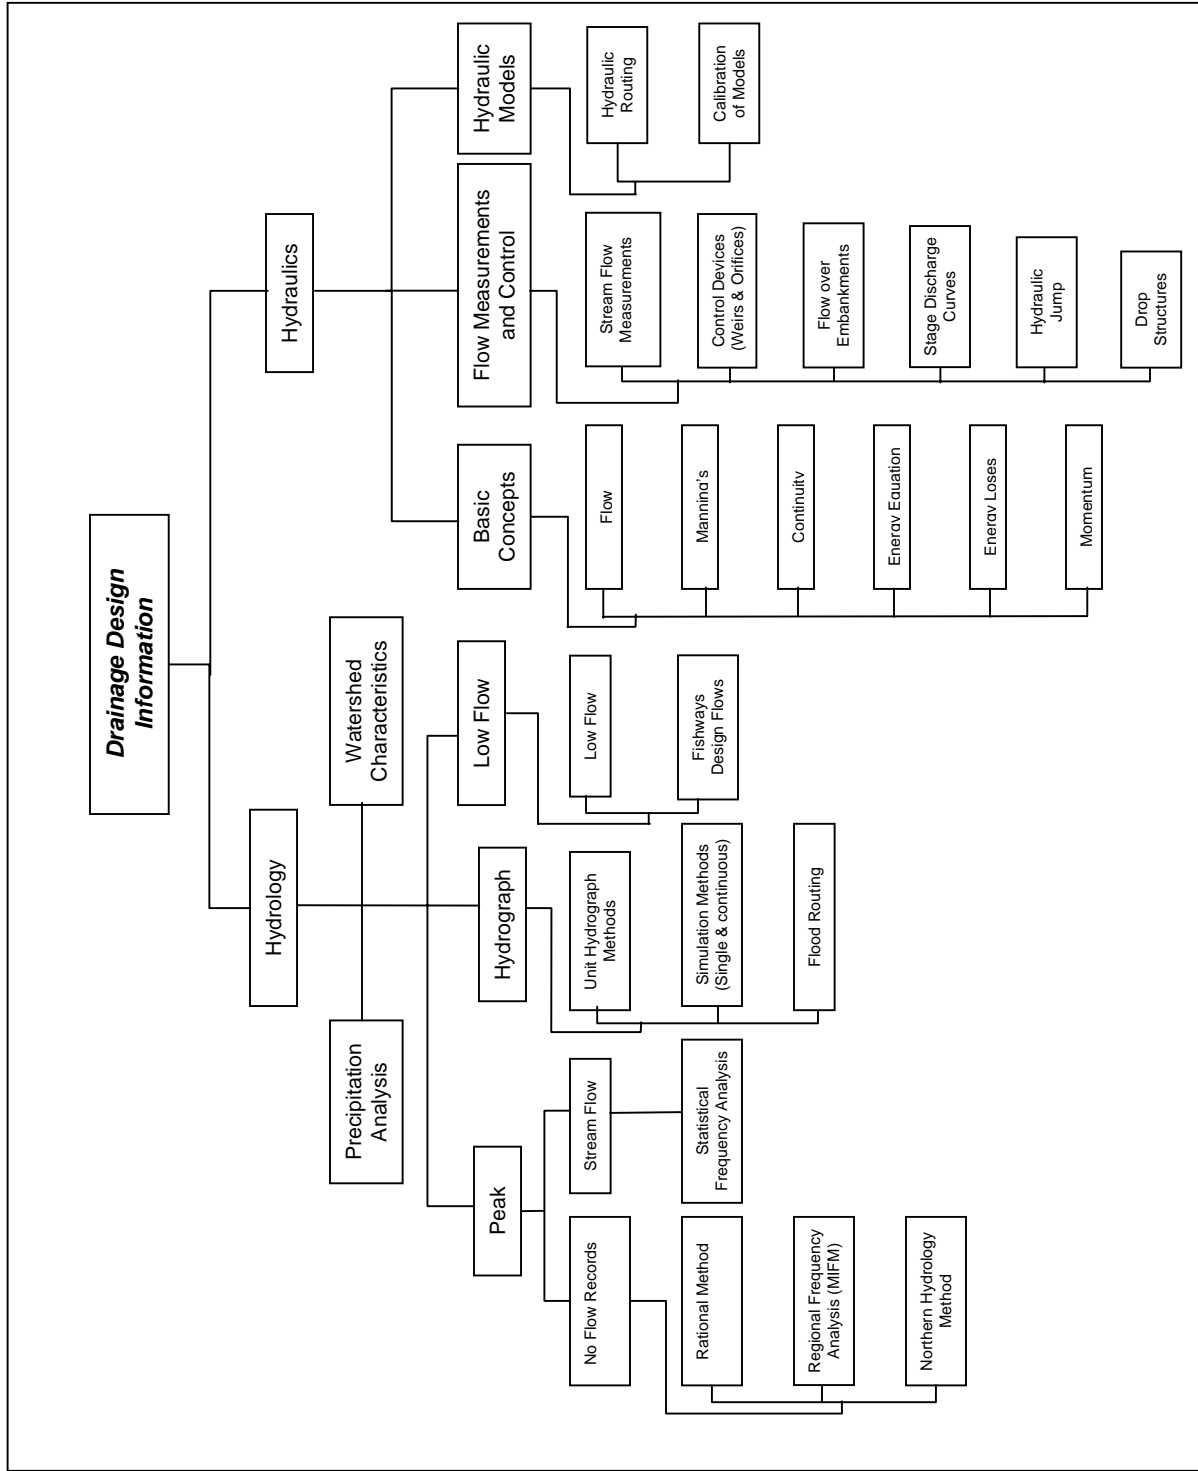 Drainage Design
Information
Hydrology
Hydraulics
Precipitation
Analysis
Watershed
Characteristics
Peak
Hydrograph
Low Flow
Basic
Concepts
Flow Measurements
and Control
Hydraulic
Models
No Flow Records
Stream Flow
Rational Method
Regional Frequency
Analysis (MIFM)
Northern Hydrology
Method
Statistical
Frequency Analysis
Unit Hydrograph
Methods
Simulation Methods
(Single & continuous)
Flood Routing
Low Flow
Fishways
Design Flows
Flow
Manning's
Continuity
Energy Equation
Energy Loses
Momentum
Stream Flow
Measurements
Control Devices
(Weirs & Orifices)
Flow over
Embankments
Stage Discharge
Curves
Hydraulic
Jump
Drop
Structures
Hydraulic
Routing
Calibration
of Models